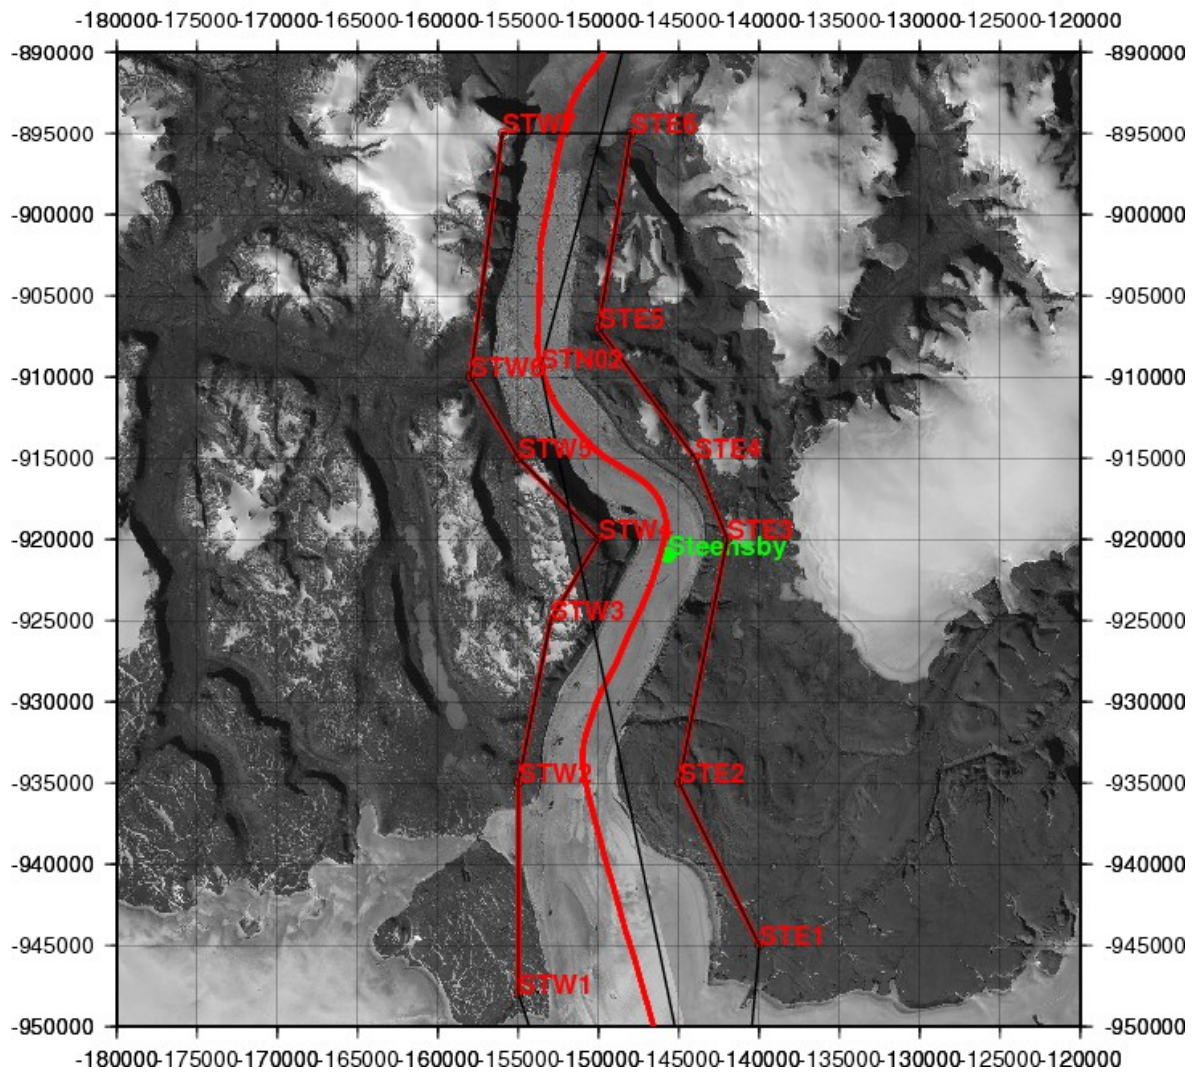 -180000 -175000 -170000 -165000 -160000 -155000 -150000 -145000 -140000 -135000 -130000 -125000 -120000
-890000 -890000
STW7 STE6
-895000 -895000
-900000 -900000
-905000 -905000
STE5
STW6 STN02
-910000 -910000
STW5 STE4
-915000 -915000
STW4 STE3
-920000 Steensby -920000
STW3
-925000 -925000
-930000 -930000
STW2 STE2
-935000 -935000
-940000 -940000
STE1
-945000 -945000
STW1
-950000 -950000
-180000 -175000 -170000 -165000 -160000 -155000 -150000 -145000 -140000 -135000 -130000 -125000 -120000